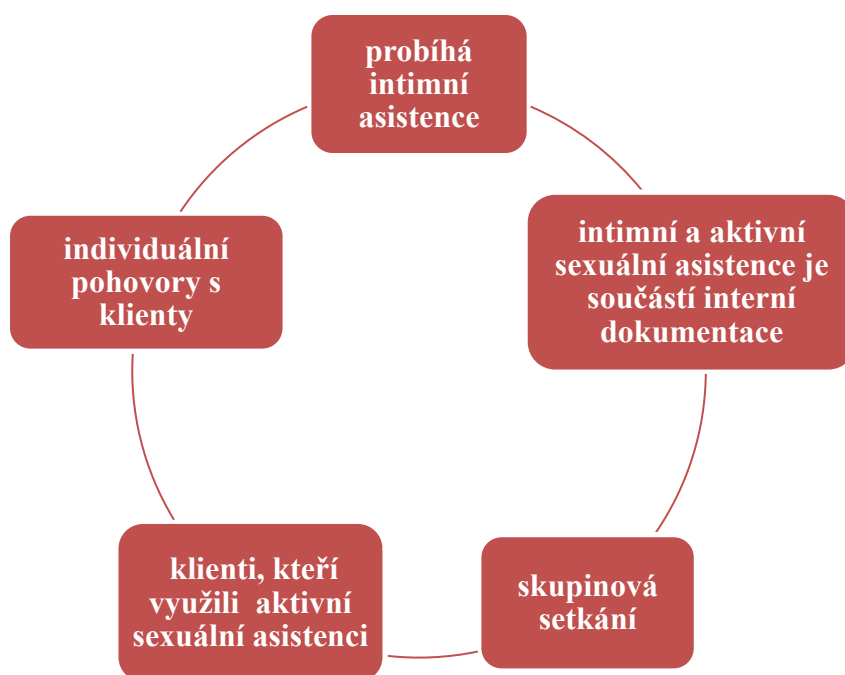 probíhá
intimní
asistence
intimní a aktivní
sexuální asistence je
součástí interní
dokumentace
skupinová
setkání
klienti, kteří
využili  aktivní
sexuální asistenci
individuální
pohovory s
klienty